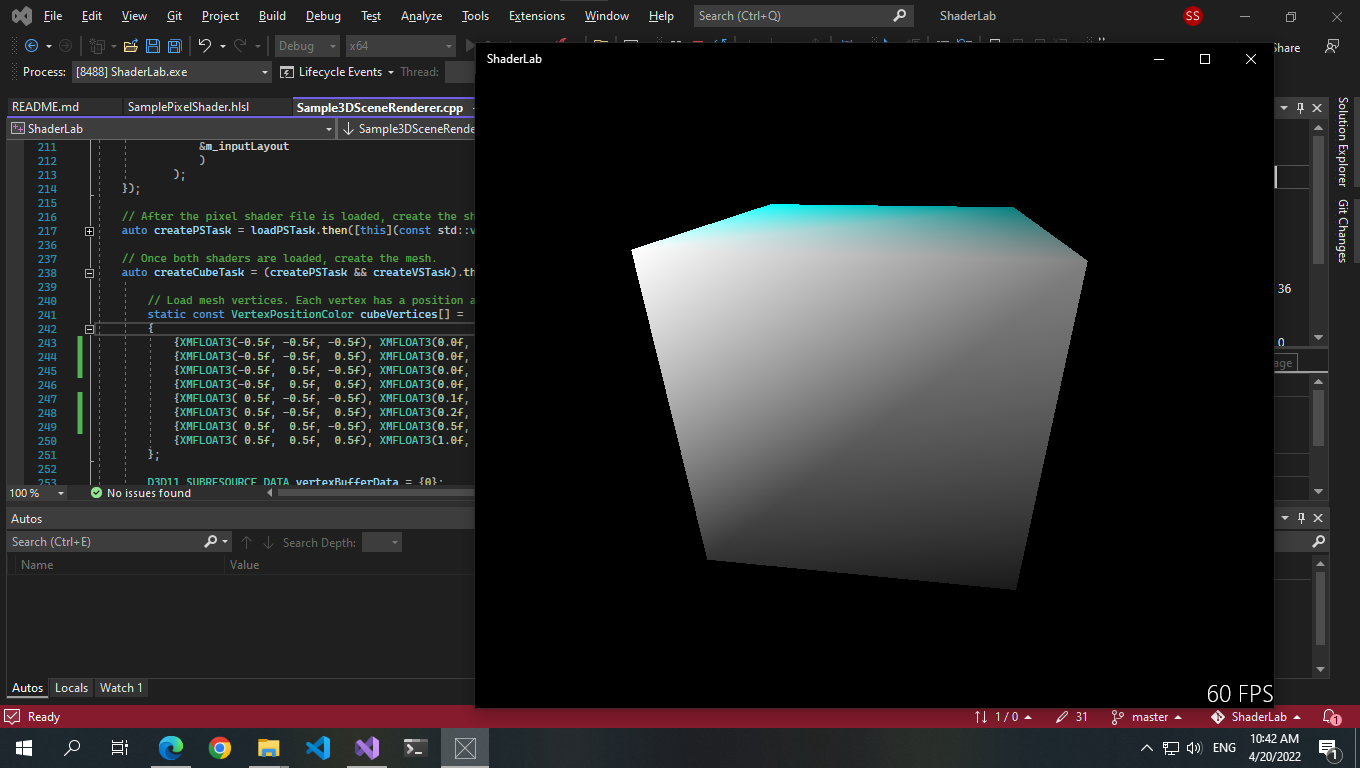 File Edit View Git Project Build Debug Test Analyze Tools Extensions Window Help Search (Ctrl+Q) ShaderLab SS
Debug x64
Share
Process: [8488] ShaderLab.exe Lifecycle Events Thread:
ShaderLab
README.md SamplePixelShader.hlsl Sample3DSceneRenderer.cpp
ShaderLab Sample3DSceneRende
211 &m_inputLayout
212 )
213 );
214 });
215
216 // After the pixel shader file is loaded, create the sh
217 auto createPSTask = loadPSTask.then([this](const std::v
236
237 // Once both shaders are loaded, create the mesh.
238 auto createCubeTask = (createPSTask && createVSTask).th
239
240 // Load mesh vertices. Each vertex has a position a
241 static const VertexPositionColor cubeVertices[] =
242 {
243 {XMFLOAT3(-0.5f, -0.5f, -0.5f), XMFLOAT3(0.0f,
244 {XMFLOAT3(-0.5f, -0.5f, 0.5f), XMFLOAT3(0.0f,
245 {XMFLOAT3(-0.5f, 0.5f, -0.5f), XMFLOAT3(0.0f,
246 {XMFLOAT3(-0.5f, 0.5f, 0.5f), XMFLOAT3(0.0f,
247 {XMFLOAT3( 0.5f, -0.5f, -0.5f), XMFLOAT3(0.1f,
248 {XMFLOAT3( 0.5f, -0.5f, 0.5f), XMFLOAT3(0.2f,
249 {XMFLOAT3( 0.5f, 0.5f, -0.5f), XMFLOAT3(0.5f,
250 {XMFLOAT3( 0.5f, 0.5f, 0.5f), XMFLOAT3(1.0f,
251 };
252
253 D3D11_SUBRESOURCE_DATA vertexBufferData = {0};
100 % No issues found
Autos
Search (Ctrl+E) Search Depth:
Name Value
Autos Locals Watch 1
60 FPS
36
0
age
Solution Explorer
Git Changes
Ready 1 / 0 31 master ShaderLab 1
ENG 10:42 AM
4/20/2022 1